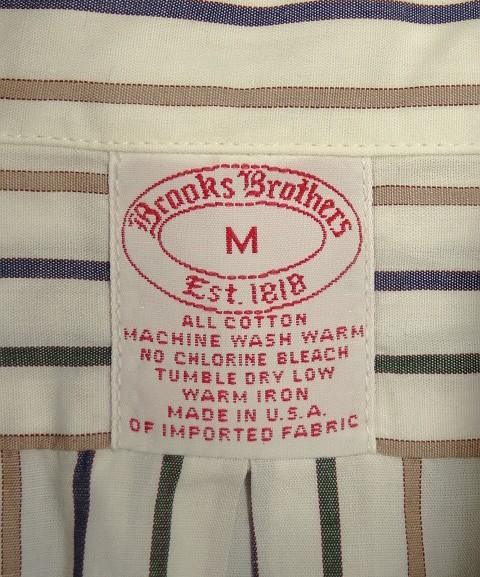 Brooks Brothers
M
Est. 1818
ALL COTTON
MACHINE WASH WARM
NO CHLORINE BLEACH
TUMBLE DRY LOW
WARM IRON
MADE IN U.S.A.
OF IMPORTED FABRIC